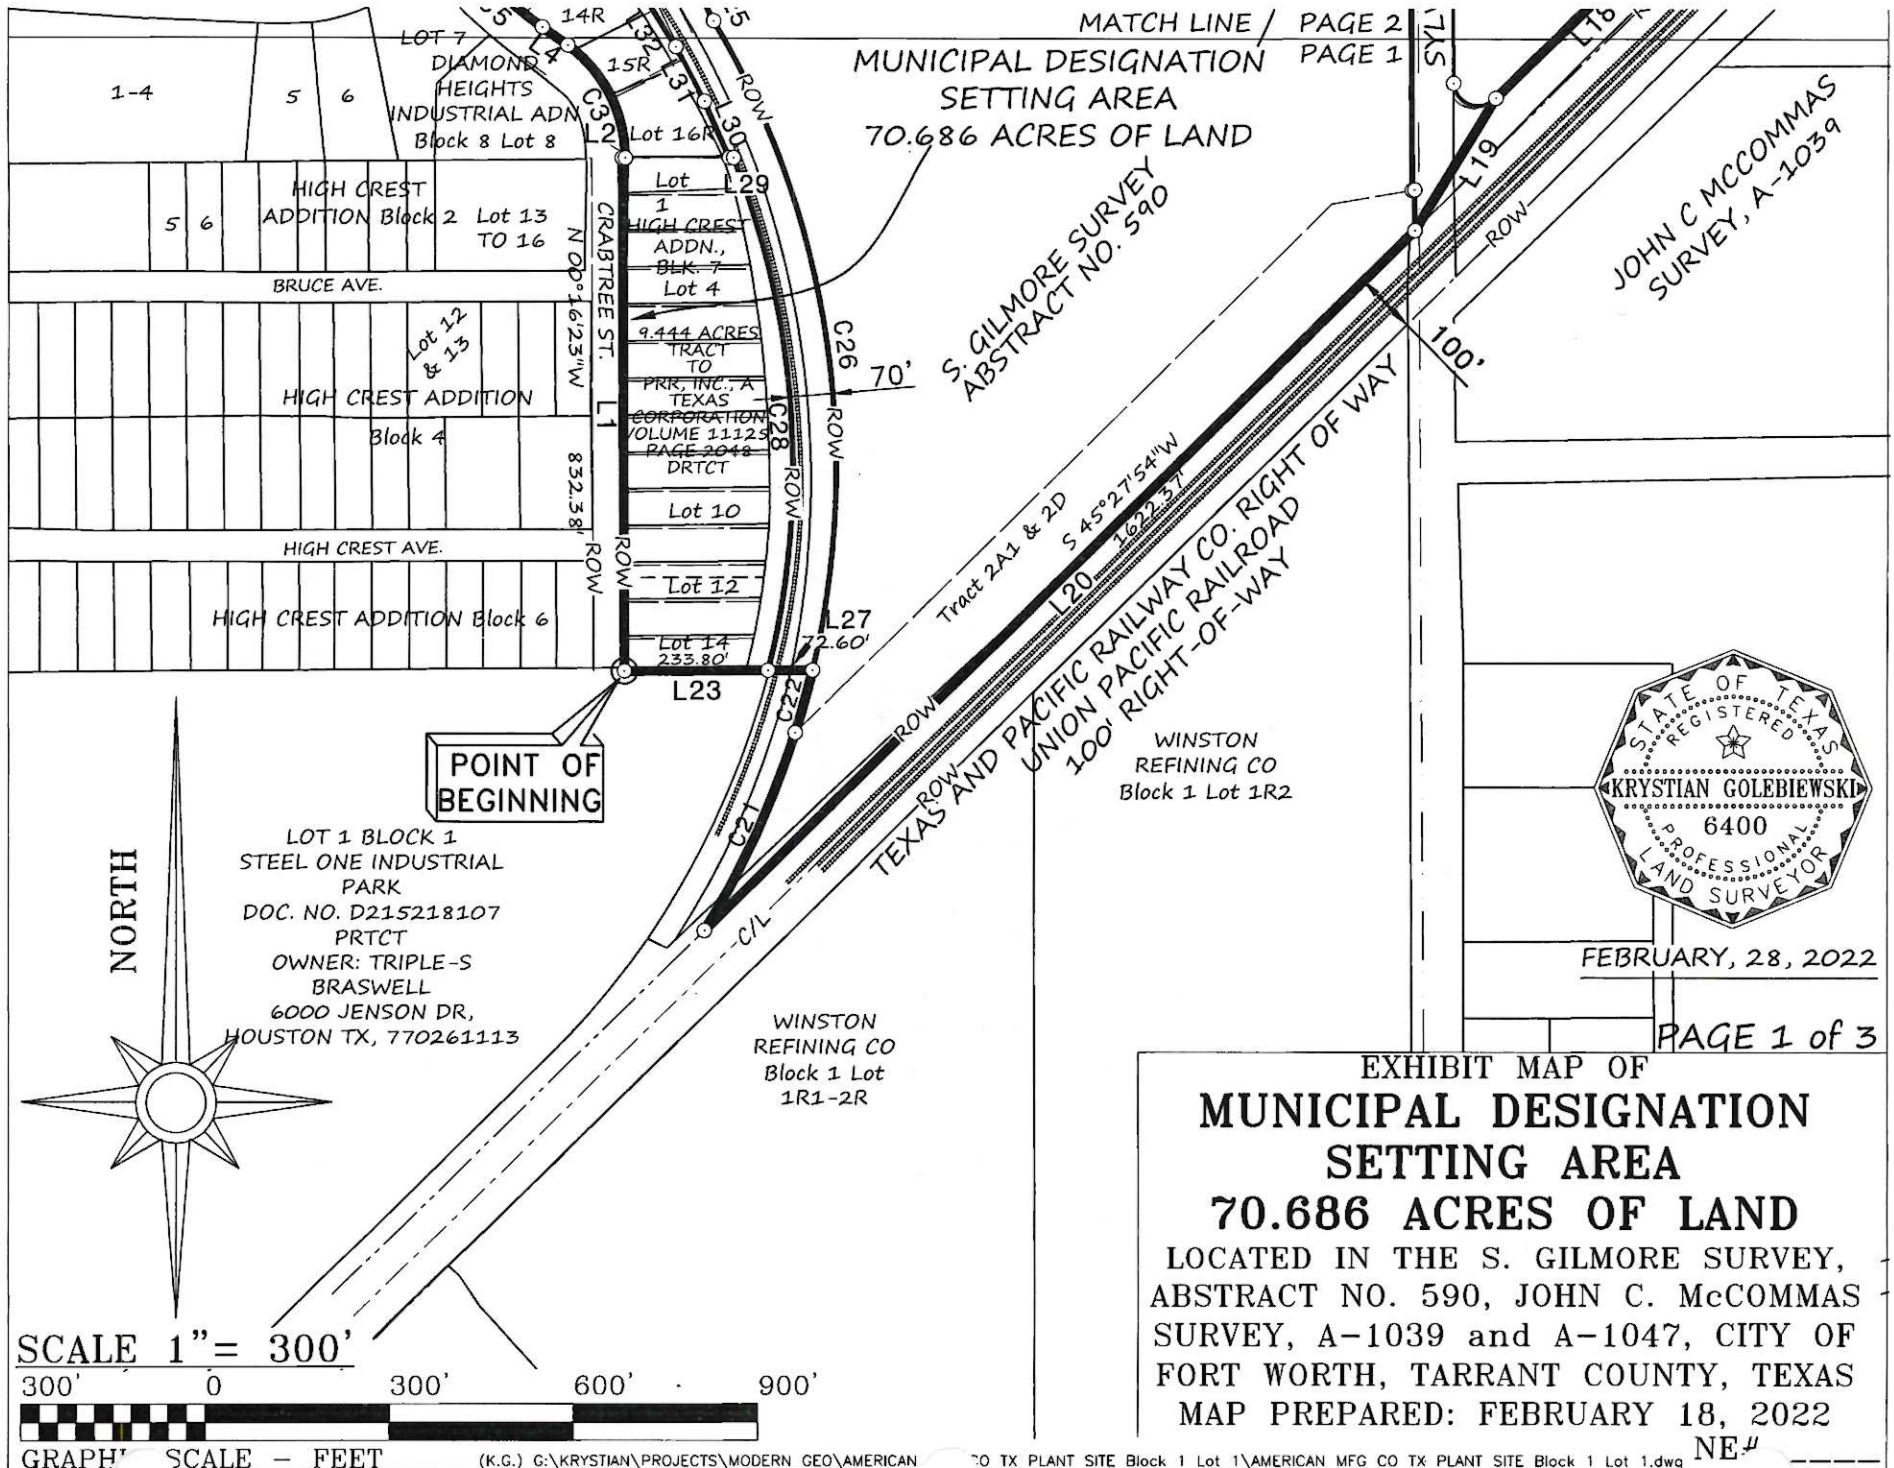 C5
14R
L32
LOT 7
L4
DIAMOND
HEIGHTS
INDUSTRIAL ADN
Block 8 Lot 8
15R
L31
ROW
L30
C3
L2
Lot 16R
L29
1-4
5
6
MATCH LINE / PAGE 2
PAGE 1
MUNICIPAL DESIGNATION
SETTING AREA
70.686 ACRES OF LAND
L18
L19
ROW
JOHN C MCCOMMAS
SURVEY, A-1039
S. GILMORE SURVEY
ABSTRACT NO. 590
HIGH CREST
ADDITION Block 2
5
6
Lot 13
TO 16
BRUCE AVE.
CRABTREE ST.
N 00°16'23"W
832.38'
L1
ROW
ROW
Lot
1
HIGH CREST
ADDN.,
BLK. 7
Lot 4
9.444 ACRES
TRACT
TO
PRR, INC., A
TEXAS
CORPORATION
VOLUME 11125
PAGE 2048
DRTCT
Lot 10
Lot 12
Lot 14
233.80'
L23
C26
70'
C28
ROW
ROW
L27
72.60'
C22
C21
Lot 12
& 13
HIGH CREST ADDITION
Block 4
HIGH CREST AVE.
HIGH CREST ADDITION Block 6
100'
Tract 2A1 & 2D
S 45°27'54"W
1622.37'
L20
ROW
ROW
TEXAS AND PACIFIC RAILWAY CO. RIGHT OF WAY
UNION PACIFIC RAILROAD
100' RIGHT-OF-WAY
C/L
POINT OF
BEGINNING
LOT 1 BLOCK 1
STEEL ONE INDUSTRIAL
PARK
DOC. NO. D215218107
PRTCT
OWNER: TRIPLE-S
BRASWELL
6000 JENSON DR,
HOUSTON TX, 770261113
NORTH
WINSTON
REFINING CO
Block 1 Lot 1R2
WINSTON
REFINING CO
Block 1 Lot
1R1-2R
STATE OF TEXAS
REGISTERED
KRYSTIAN GOLEBIEWSKI
6400
PROFESSIONAL
LAND SURVEYOR
FEBRUARY, 28, 2022
PAGE 1 of 3
EXHIBIT MAP OF
MUNICIPAL DESIGNATION
SETTING AREA
70.686 ACRES OF LAND
LOCATED IN THE S. GILMORE SURVEY,
ABSTRACT NO. 590, JOHN C. McCOMMAS
SURVEY, A-1039 and A-1047, CITY OF
FORT WORTH, TARRANT COUNTY, TEXAS
MAP PREPARED: FEBRUARY 18, 2022
SCALE 1"= 300'
300' 0 300' 600' 900'
SCALE - FEET
(K.G.) G:\KRYSTIAN\PROJECTS\MODERN GEO\AMERICAN
TX PLANT SITE Block 1 Lot 1\AMERICAN MFG CO TX PLANT SITE Block 1 Lot 1.dwg